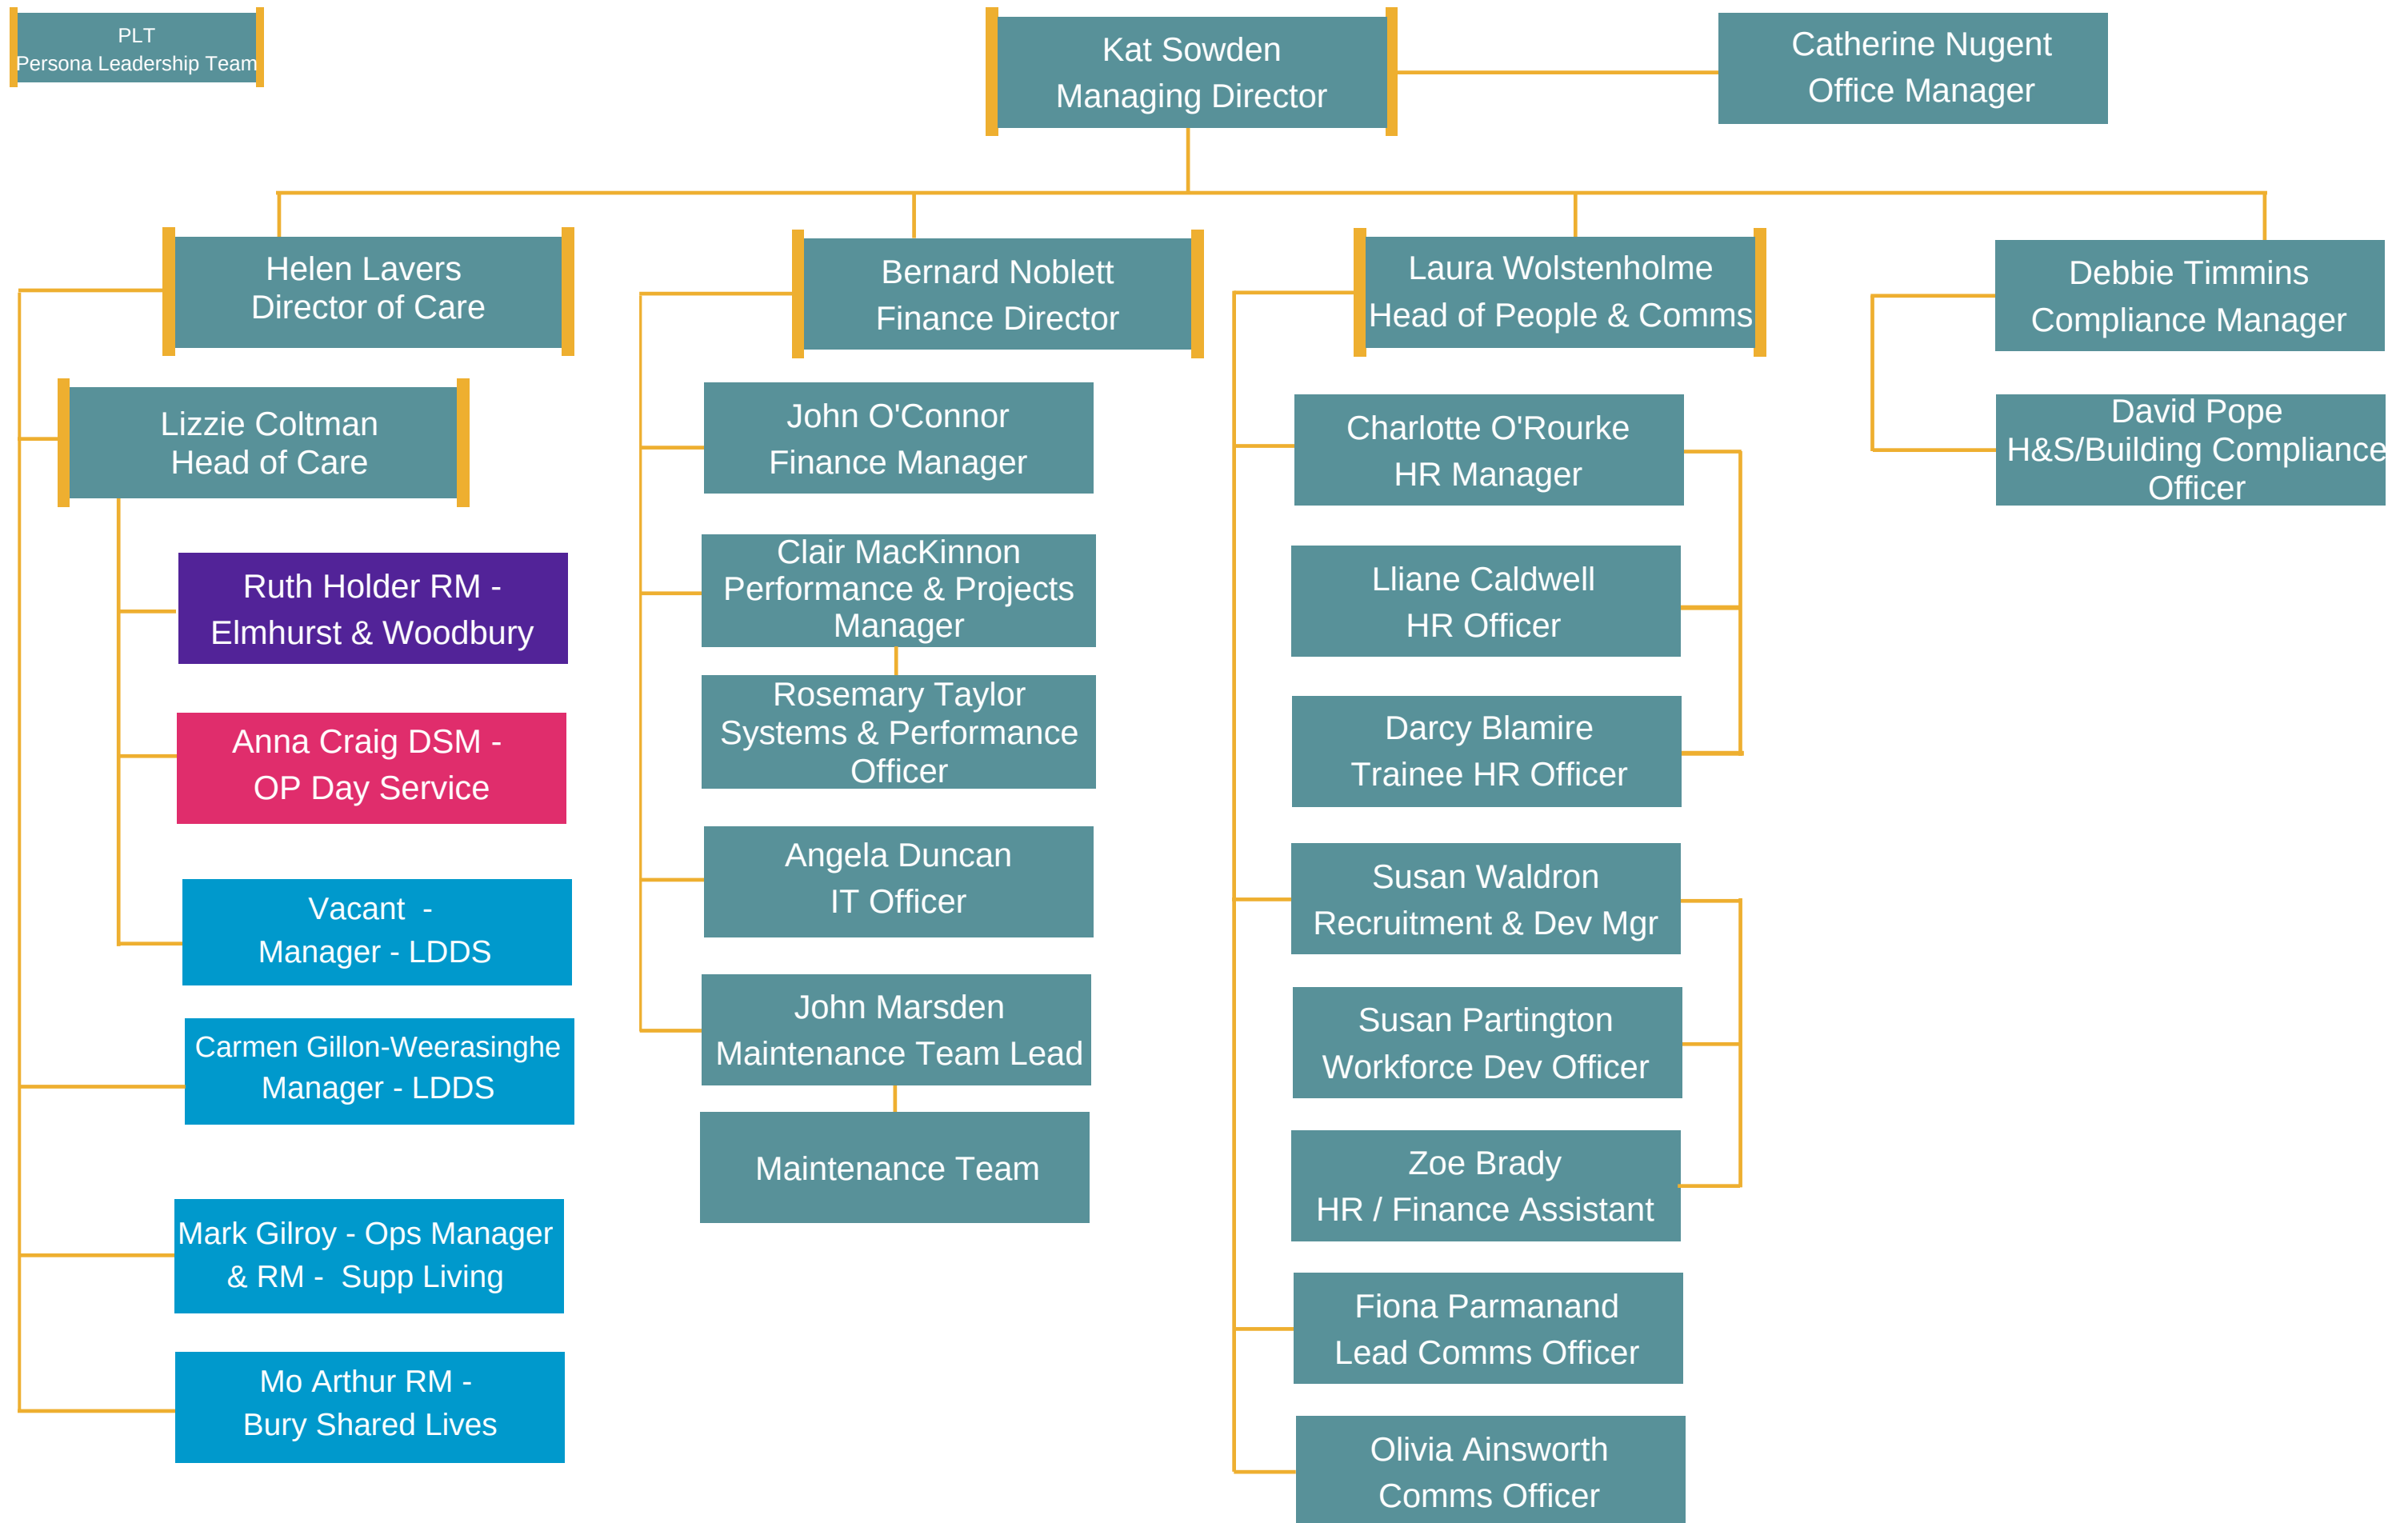 PLT
Persona Leadership Team
Kat Sowden
Managing Director
Catherine Nugent
Office Manager
Helen Lavers
Director of Care
Lizzie Coltman
Head of Care
Ruth Holder RM -
Elmhurst & Woodbury
Anna Craig DSM -
OP Day Service
Vacant -
Manager - LDDS
Carmen Gillon-Weerasinghe
Manager - LDDS
Mark Gilroy - Ops Manager
& RM - Supp Living
Mo Arthur RM -
Bury Shared Lives
Bernard Noblett
Finance Director
John O'Connor
Finance Manager
Clair MacKinnon
Performance & Projects
Manager
Rosemary Taylor
Systems & Performance
Officer
Angela Duncan
IT Officer
John Marsden
Maintenance Team Lead
Maintenance Team
Laura Wolstenholme
Head of People & Comms
Charlotte O'Rourke
HR Manager
Lliane Caldwell
HR Officer
Darcy Blamire
Trainee HR Officer
Susan Waldron
Recruitment & Dev Mgr
Susan Partington
Workforce Dev Officer
Zoe Brady
HR / Finance Assistant
Fiona Parmanand
Lead Comms Officer
Olivia Ainsworth
Comms Officer
Debbie Timmins
Compliance Manager
David Pope
H&S/Building Compliance
Officer